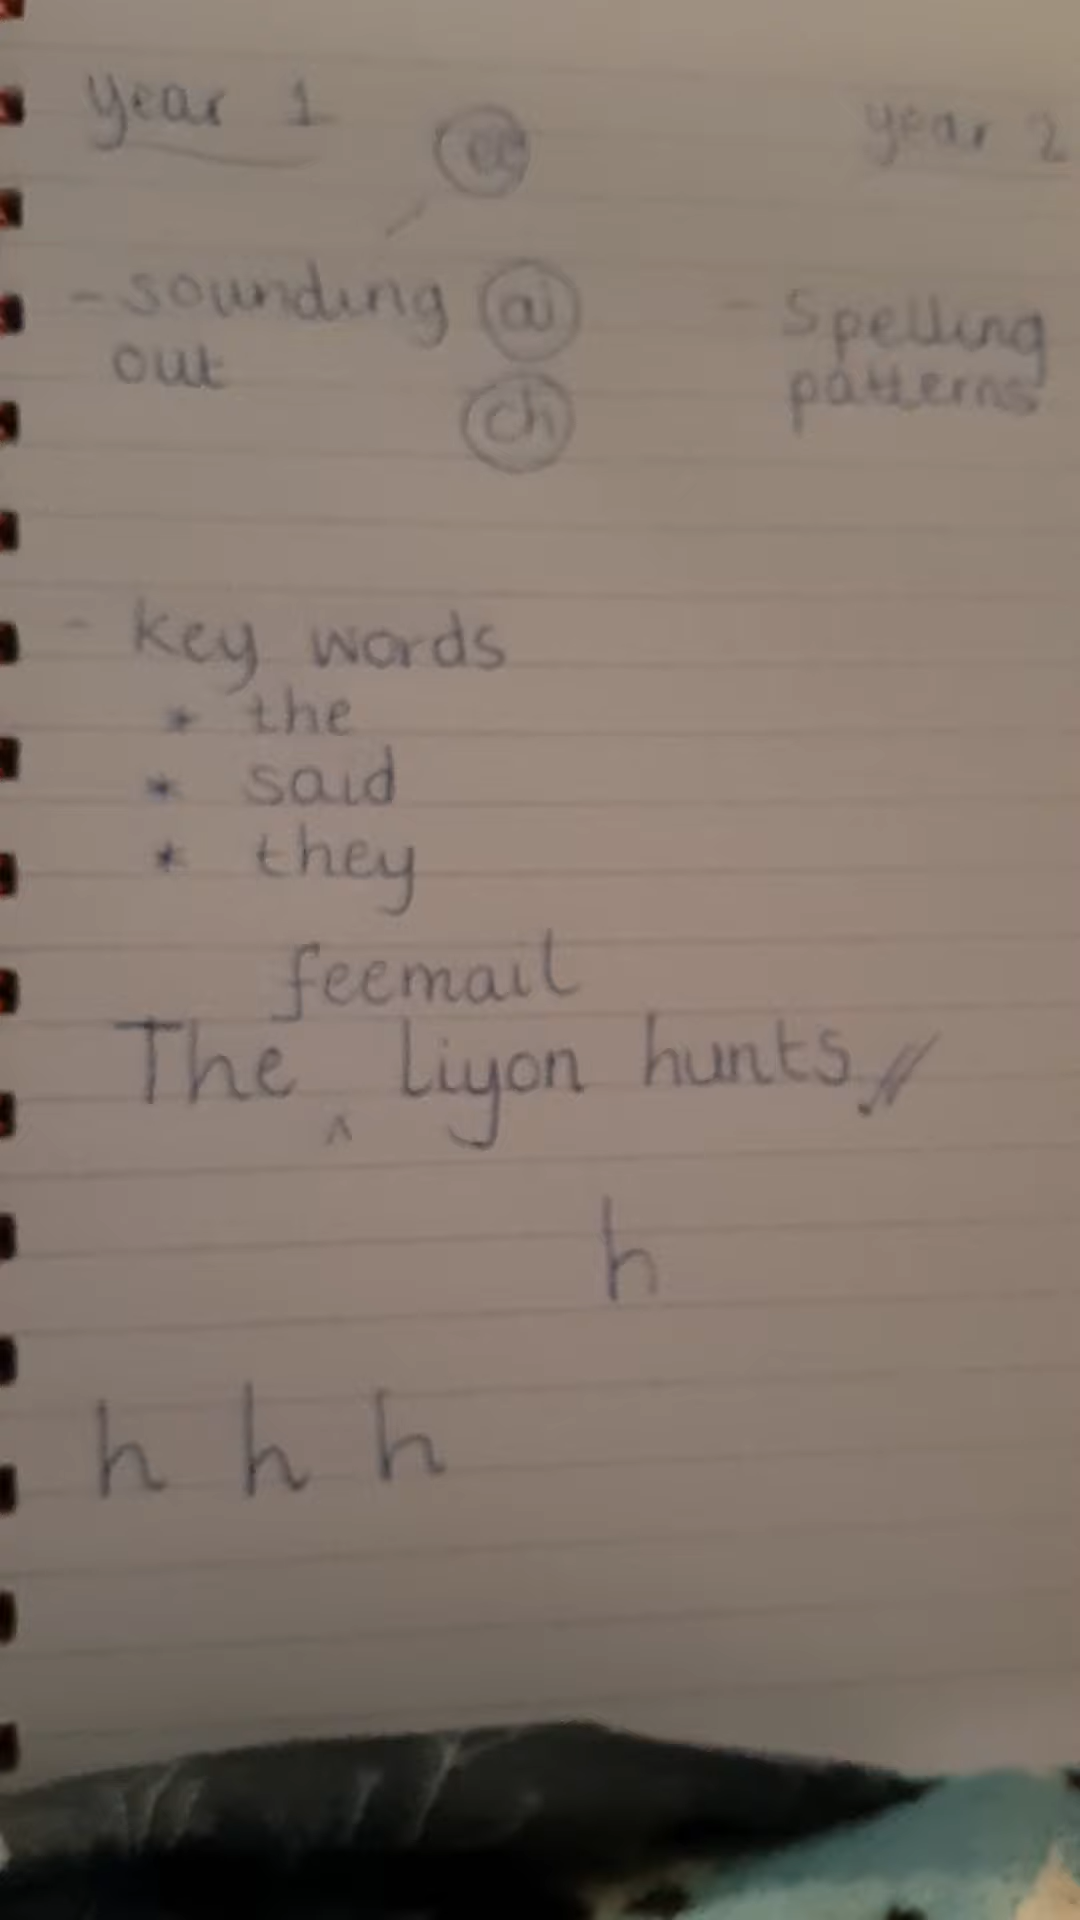 Year 1
year 2
ee
- sounding
out
ai
ch
- Spelling
patterns
- key words
* the
* said
* they
feemail
The ^ liyon hunts.//
h
h h h